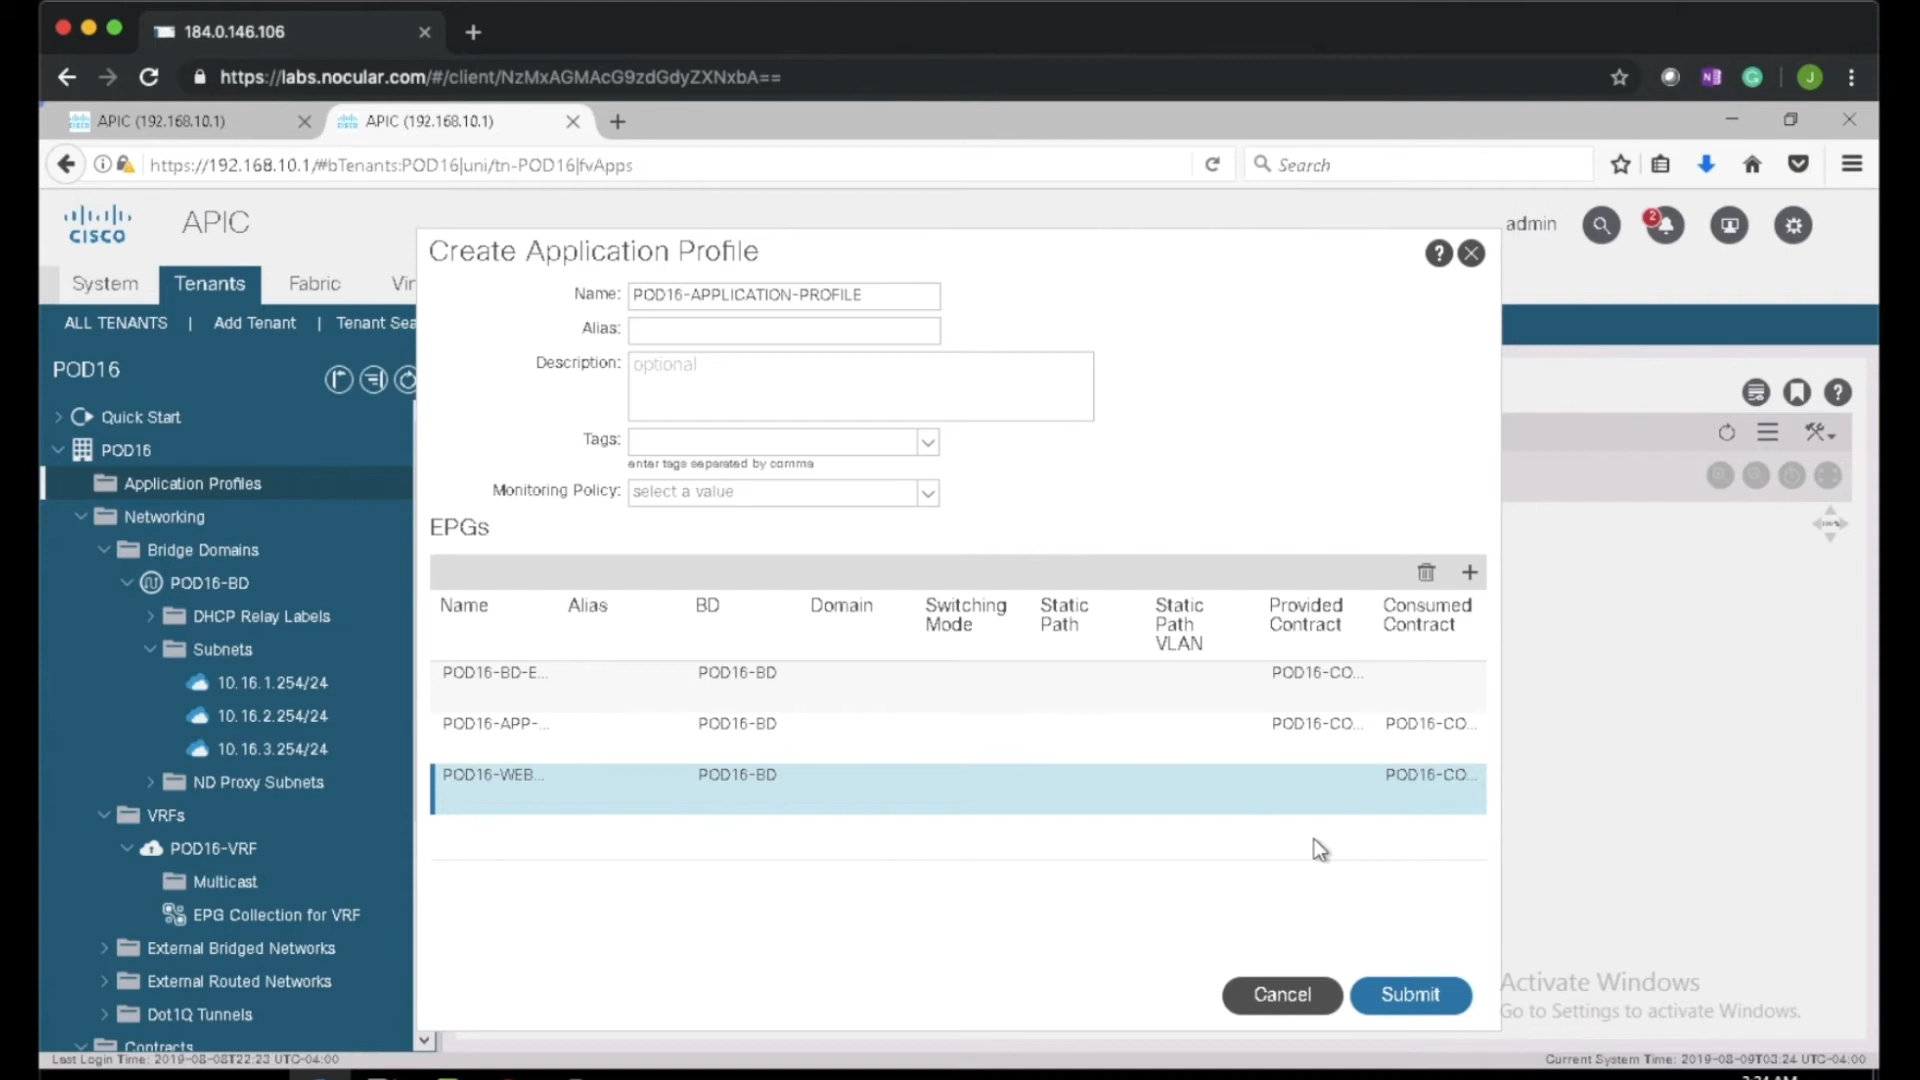 184.0.146.106
https://labs.nocular.com/#/client/NzMxAGMAcG9zdGdyZXNxbA==
N
J
APIC (192.168.10.1)
APIC (192.168.10.1)
https://192.168.10.1/#bTenants:POD16|uni/tn-POD16|fvApps
Search
CISCO
APIC
admin
2
System
Tenants
Fabric
Vir
ALL TENANTS | Add Tenant | Tenant Sea
POD16
Quick Start
POD16
Application Profiles
Networking
Bridge Domains
POD16-BD
DHCP Relay Labels
Subnets
10.16.1.254/24
10.16.2.254/24
10.16.3.254/24
ND Proxy Subnets
VRFs
POD16-VRF
Multicast
EPG Collection for VRF
External Bridged Networks
External Routed Networks
Dot1Q Tunnels
Contracts
Create Application Profile
Name: POD16-APPLICATION-PROFILE
Alias:
Description: optional
Tags:
enter tags separated by comma
Monitoring Policy: select a value
EPGs
Name Alias BD Domain Switching Mode Static Path Static Path VLAN Provided Contract Consumed Contract
POD16-BD-E... POD16-BD POD16-CO...
POD16-APP-... POD16-BD POD16-CO... POD16-CO...
POD16-WEB... POD16-BD POD16-CO...
Cancel
Submit
100%
Activate Windows
Go to Settings to activate Windows.
Last Login Time: 2019-08-08T22:23 UTC-04:00
Current System Time: 2019-08-09T03:24 UTC-04:00